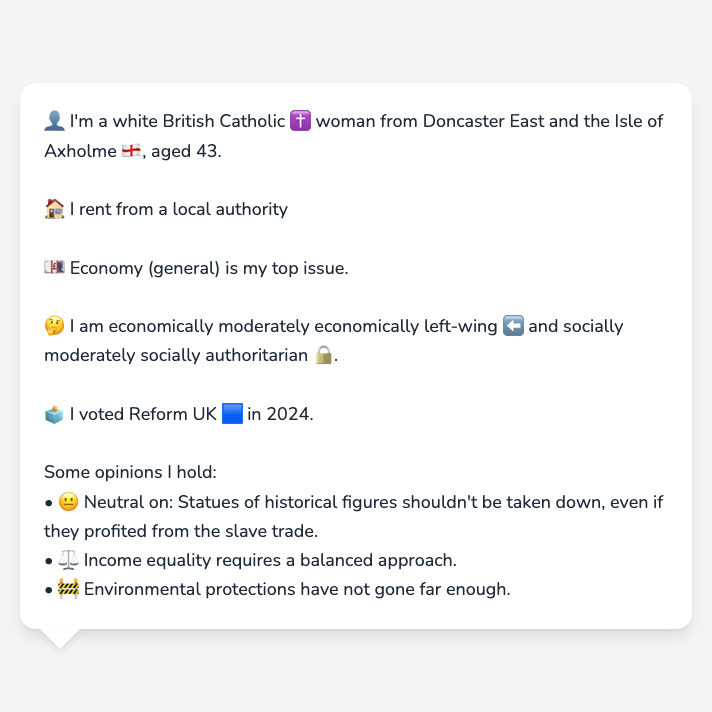 👤 I'm a white British Catholic ✝️ woman from Doncaster East and the Isle of
Axholme 🏴󠁧󠁢󠁥󠁮󠁧󠁿, aged 43.
🏠 I rent from a local authority
💷 Economy (general) is my top issue.
🤔 I am economically moderately economically left-wing ⬅️ and socially
moderately socially authoritarian 🔒.
🗳️ I voted Reform UK 🟦 in 2024.
Some opinions I hold:
• 😐 Neutral on: Statues of historical figures shouldn't be taken down, even if
they profited from the slave trade.
• ⚖️ Income equality requires a balanced approach.
• 🚧 Environmental protections have not gone far enough.